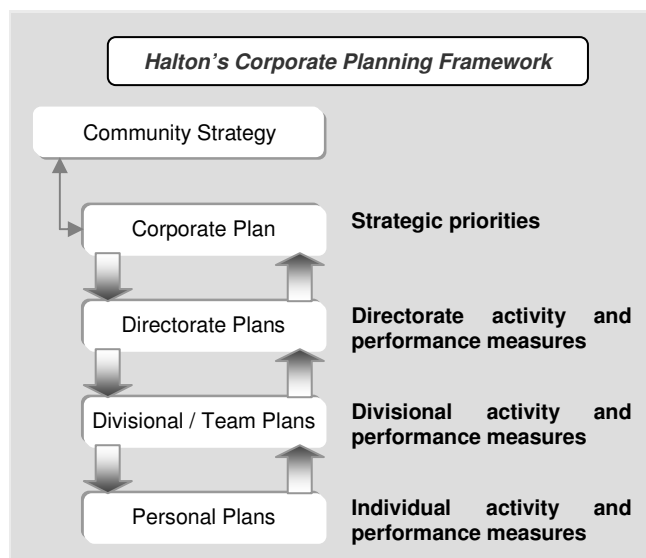 Halton's Corporate Planning Framework
Community Strategy
Corporate Plan
Strategic priorities
Directorate Plans
Directorate activity and
performance measures
Divisional / Team Plans
Divisional activity and
performance measures
Personal Plans
Individual activity and
performance measures